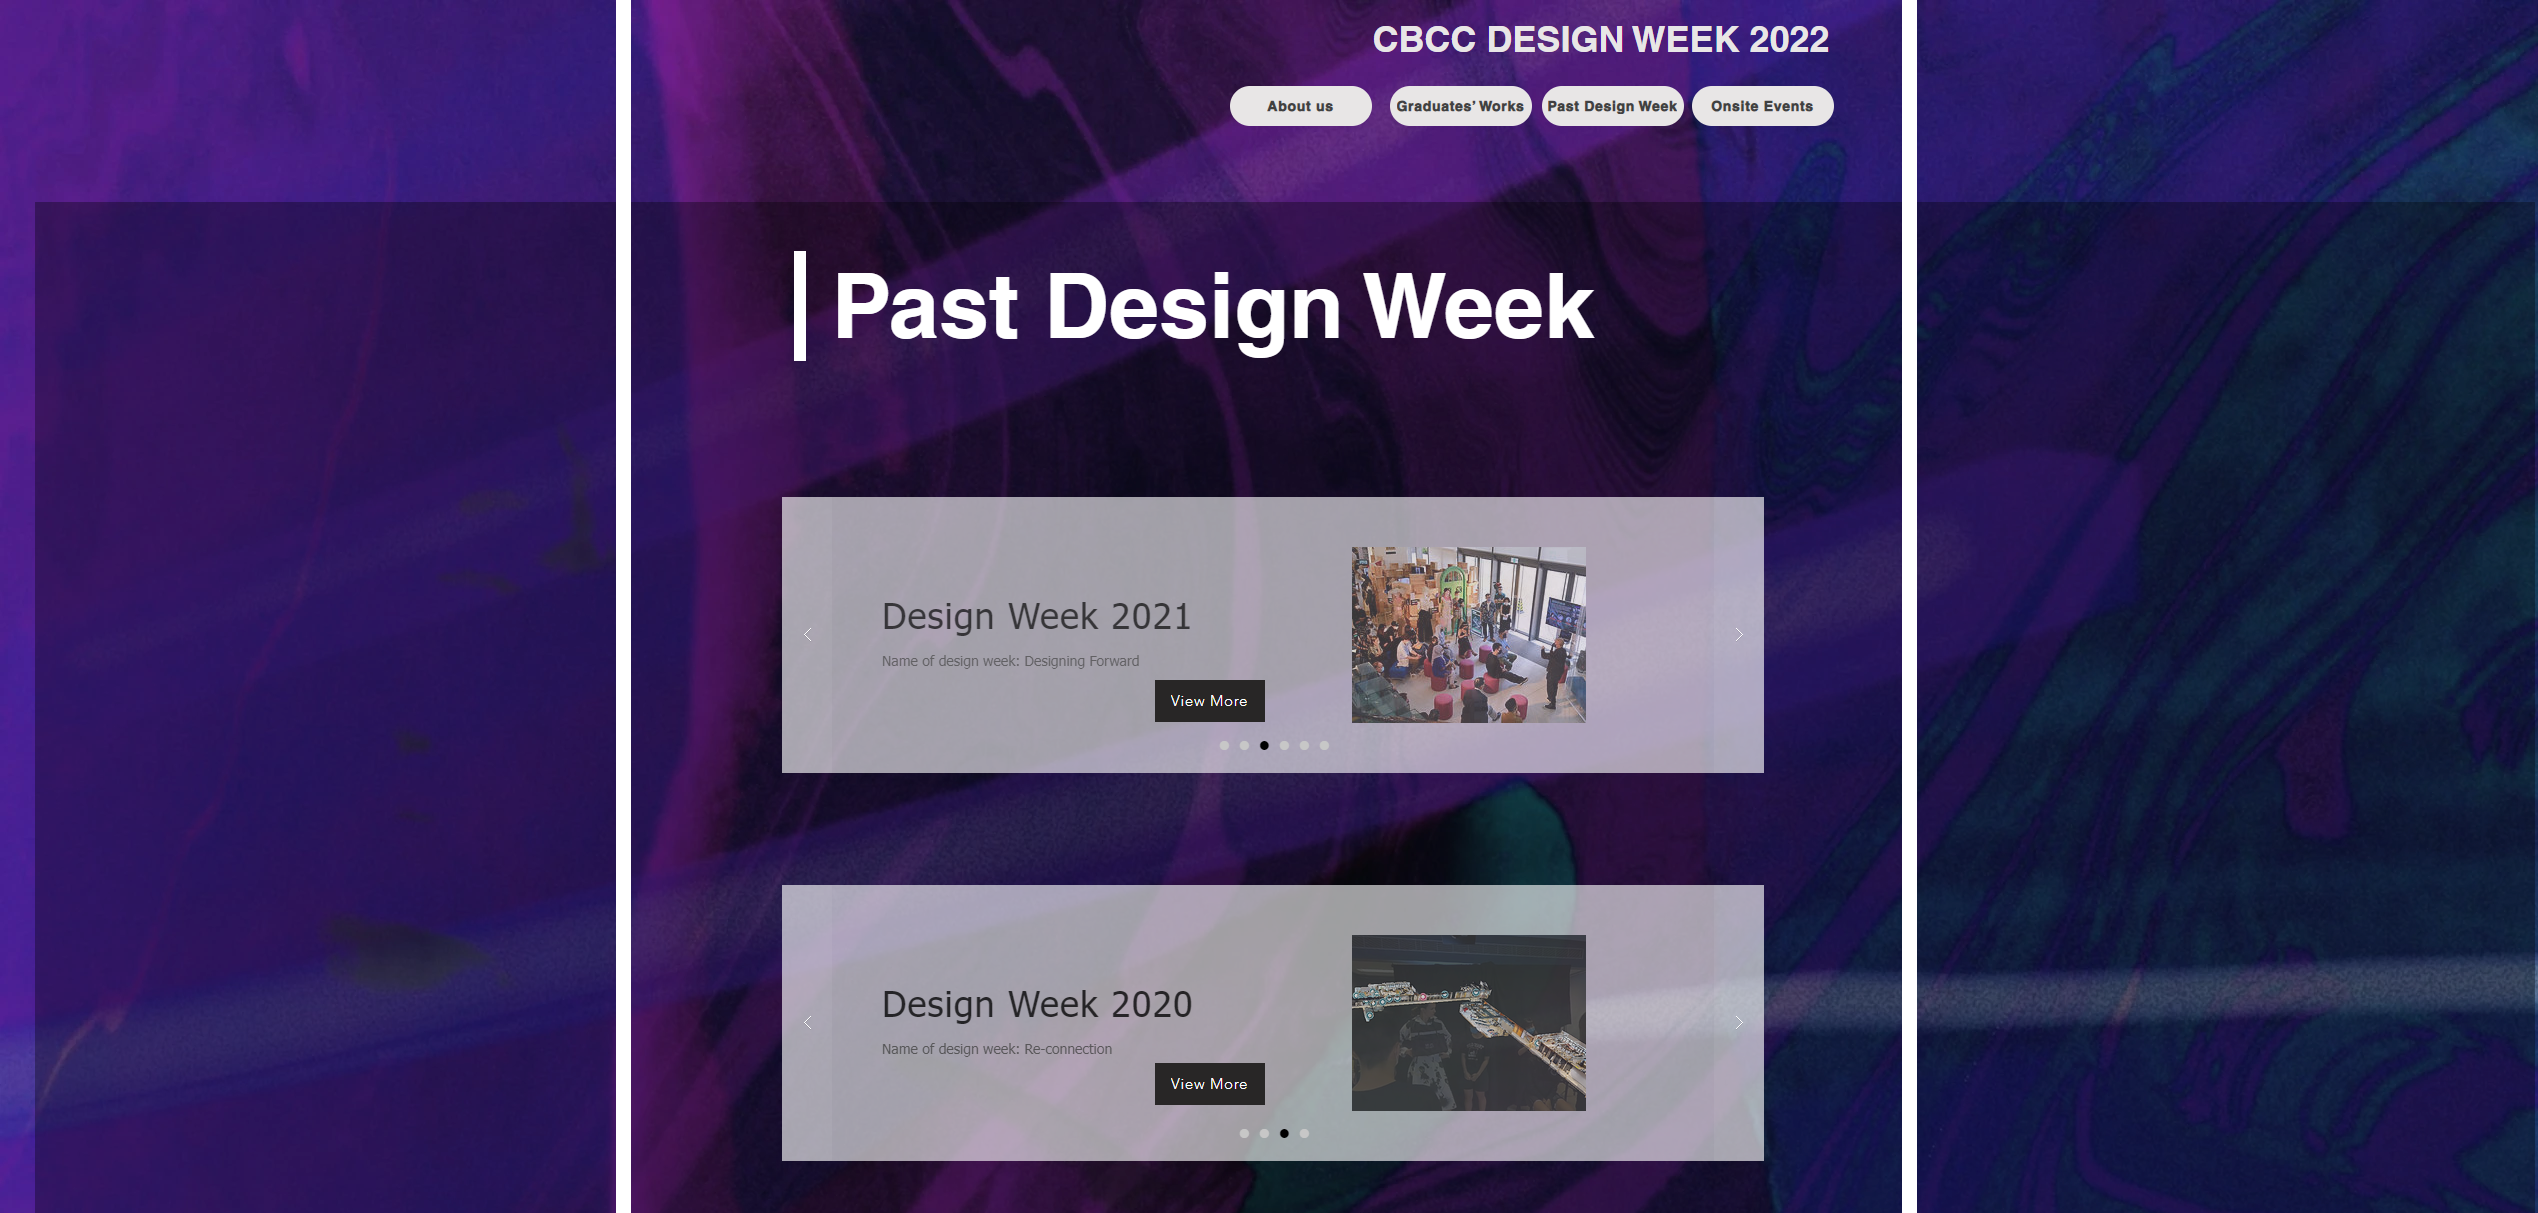 CBCC DESIGN WEEK 2022
About us
Graduates’ Works
Past Design Week
Onsite Events
Past Design Week
Design Week 2021
Name of design week: Designing Forward
View More
Design Week 2020
Name of design week: Re-connection
View More